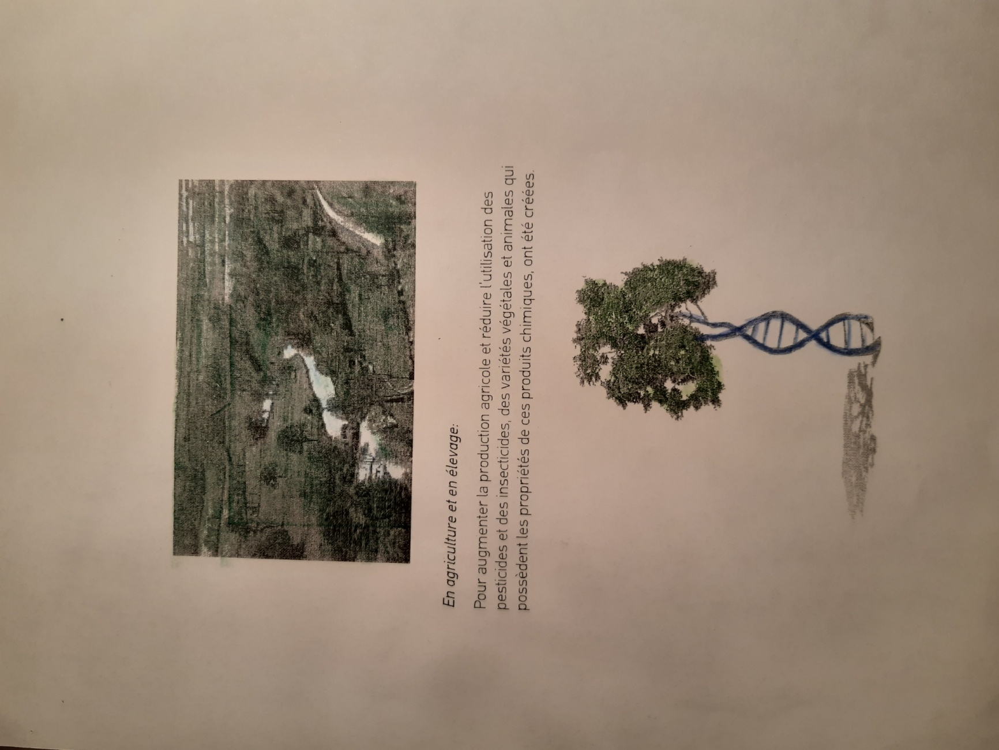 En agriculture et en élevage:
Pour augmenter la production agricole et réduire l'utilisation des
pesticides et des insecticides, des variétés végétales et animales qui
possèdent les propriétés de ces produits chimiques, ont été créées.